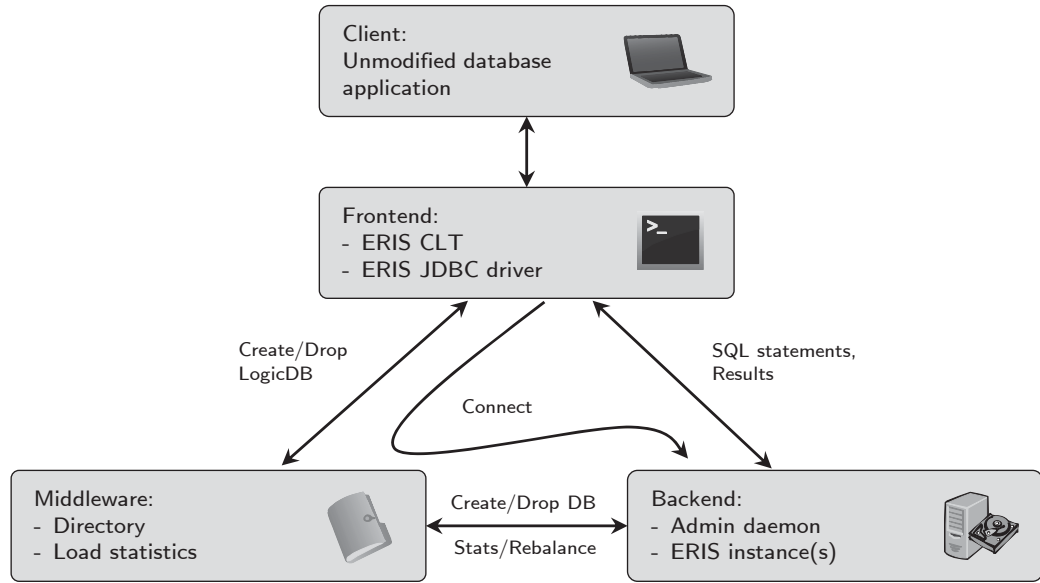 Client:
Unmodified database
application
Frontend:
>_
- ERIS CLT
- ERIS JDBC driver
Create/Drop
LogicDB
SQL statements,
Results
Connect
Middleware:
- Directory
- Load statistics
Create/Drop DB
Stats/Rebalance
Backend:
- Admin daemon
- ERIS instance(s)